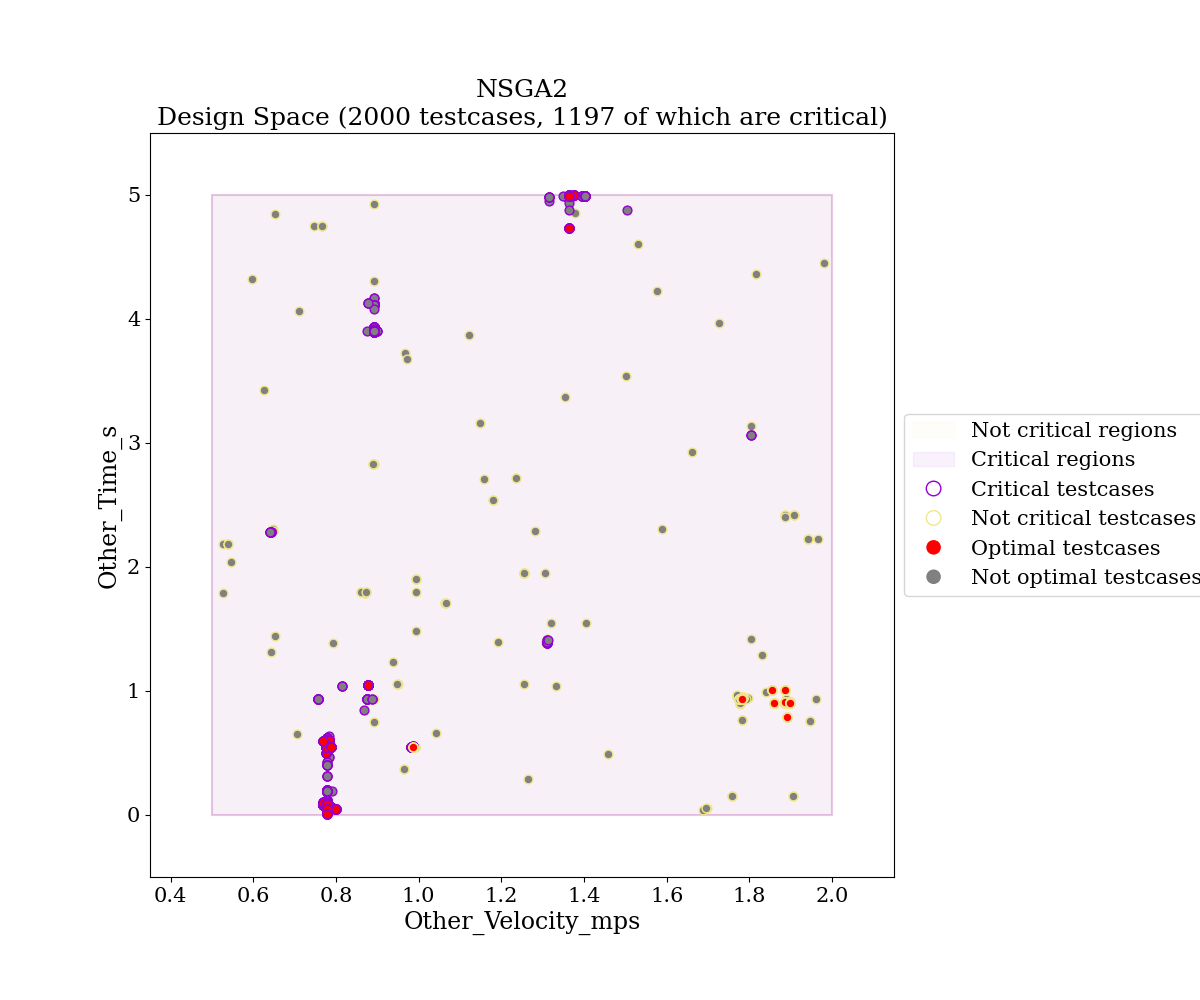 NSGA2
Design Space (2000 testcases, 1197 of which are critical)
5
4
3
2
1
0
Other_Time_s
0.4 0.6 0.8 1.0 1.2 1.4 1.6 1.8 2.0
Other_Velocity_mps
Not critical regions
Critical regions
Critical testcases
Not critical testcases
Optimal testcases
Not optimal testcases